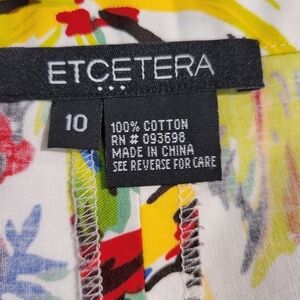 ETCETERA
10
100% COTTON
RN # 093698
MADE IN CHINA
SEE REVERSE FOR CARE